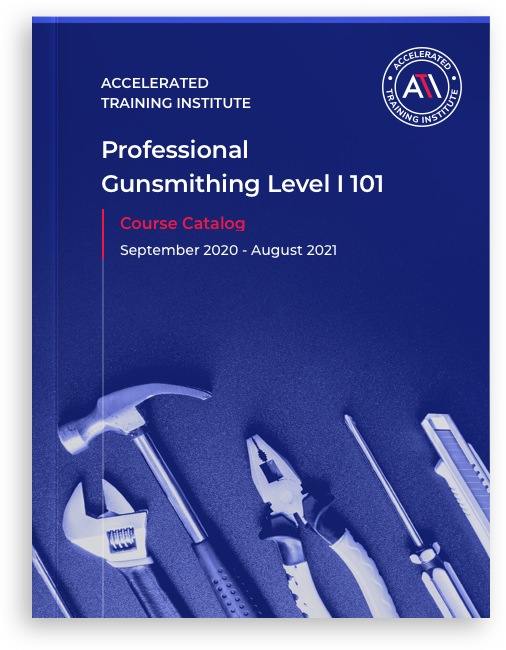 ACCELERATED
TRAINING INSTITUTE
ACCELERATED
ATI
TRAINING INSTITUTE
Professional
Gunsmithing Level I 101
Course Catalog
September 2020 - August 2021